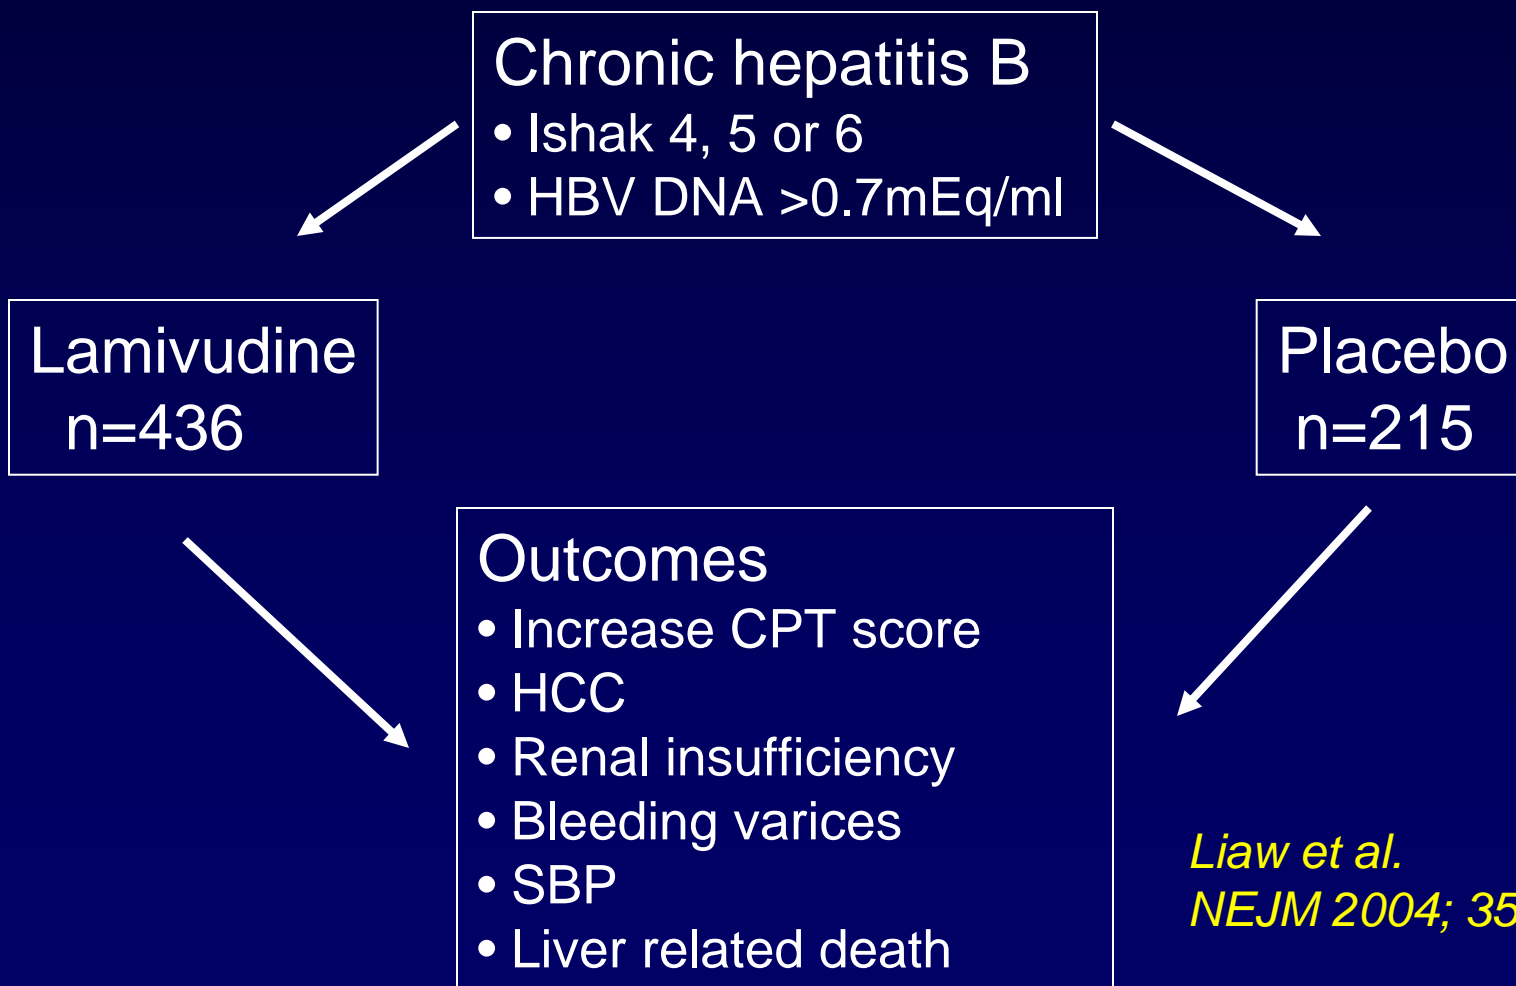 Chronic hepatitis B
• Ishak 4, 5 or 6
• HBV DNA >0.7mEq/ml
Lamivudine
n=436
Placebo
n=215
Outcomes
• Increase CPT score
• HCC
• Renal insufficiency
• Bleeding varices
• SBP
• Liver related death
Liaw et al.
NEJM 2004; 35